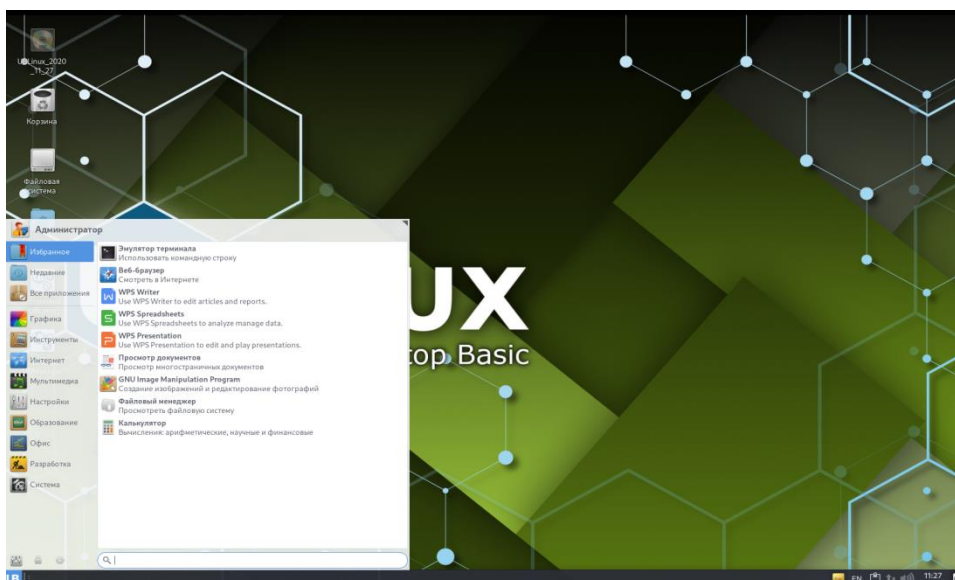 UBLinux_2020
_11_27
Корзина
Файловая
система
Администратор
Избранное
Недавние
Все приложения
Графика
Инструменты
Интернет
Мультимедиа
Настройки
Образование
Офис
Разработка
Система
Эмулятор терминала
Использовать командную строку
Веб-браузер
Смотреть в Интернете
WPS Writer
Use WPS Writer to edit articles and reports.
WPS Spreadsheets
Use WPS Spreadsheets to analyze manage data.
WPS Presentation
Use WPS Presentation to edit and play presentations.
Просмотр документов
Просмотр многостраничных документов
GNU Image Manipulation Program
Создание изображений и редактирование фотографий
Файловый менеджер
Просмотреть файловую систему
Калькулятор
Вычисления: арифметические, научные и финансовые
UX
top Basic
EN
11:27